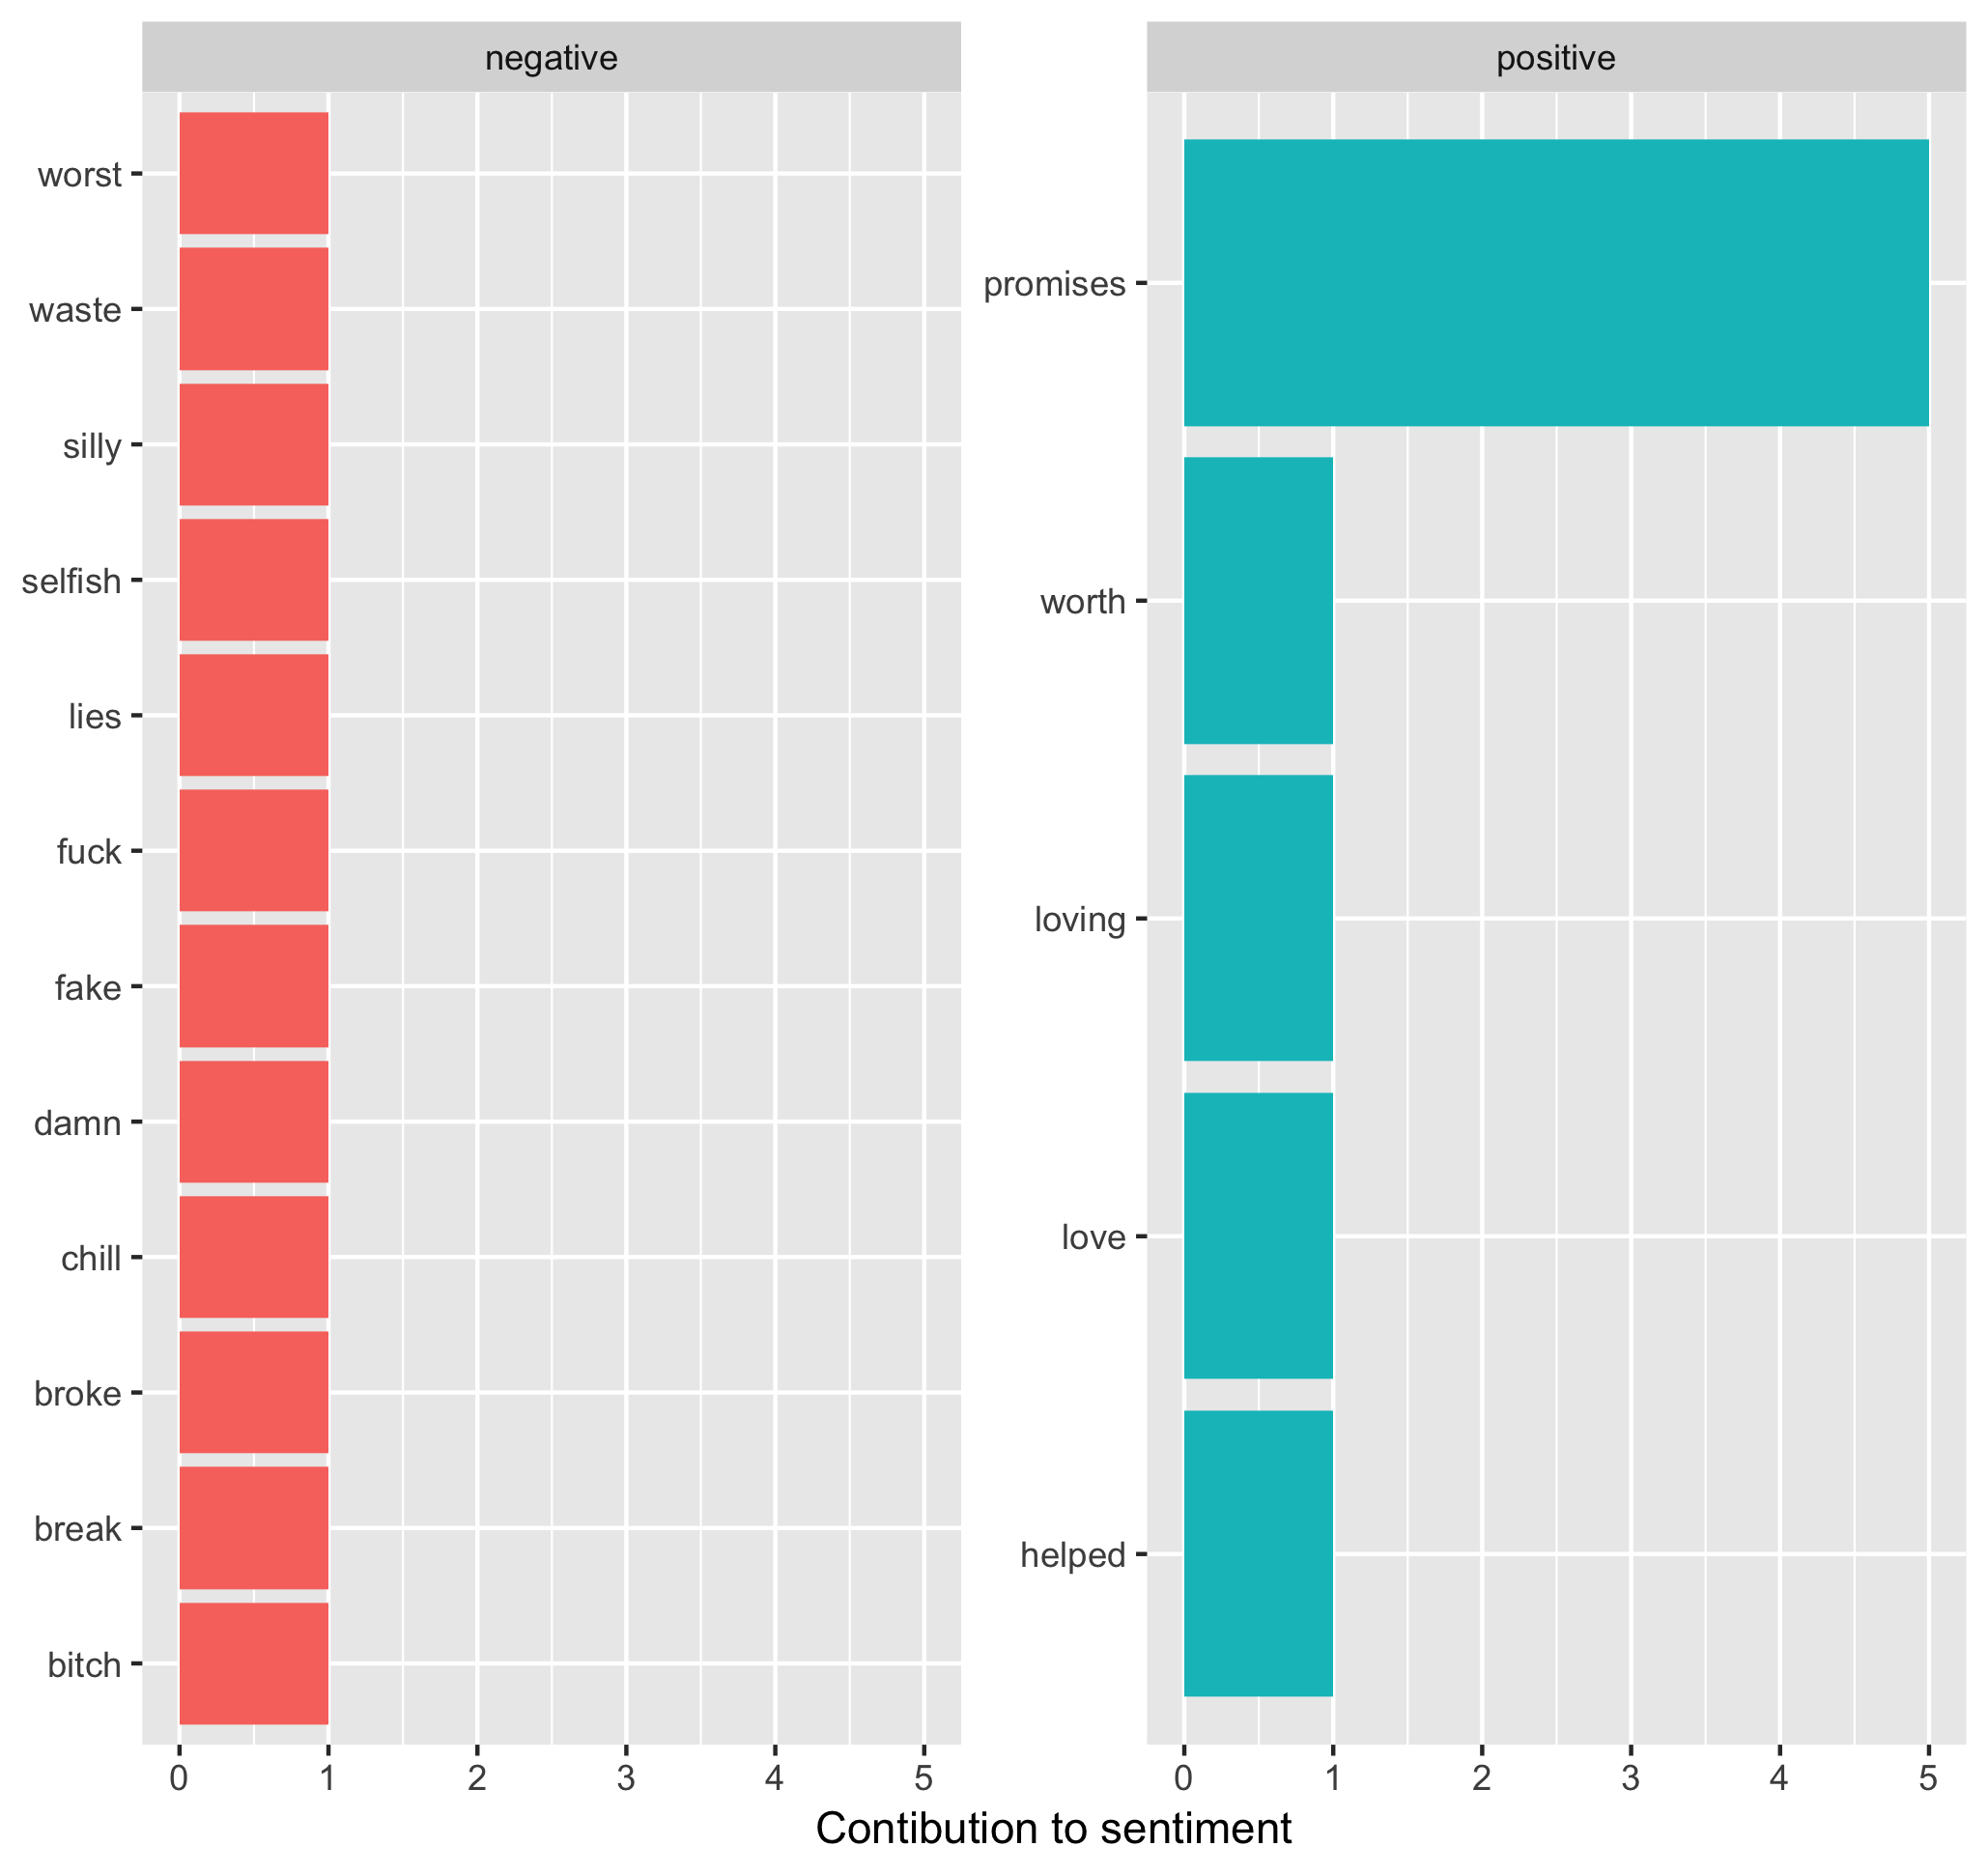 negative
worst
waste
silly
selfish
lies
fuck
fake
damn
chill
broke
break
bitch
0 1 2 3 4 5
positive
promises
worth
loving
love
helped
0 1 2 3 4 5
Contibution to sentiment